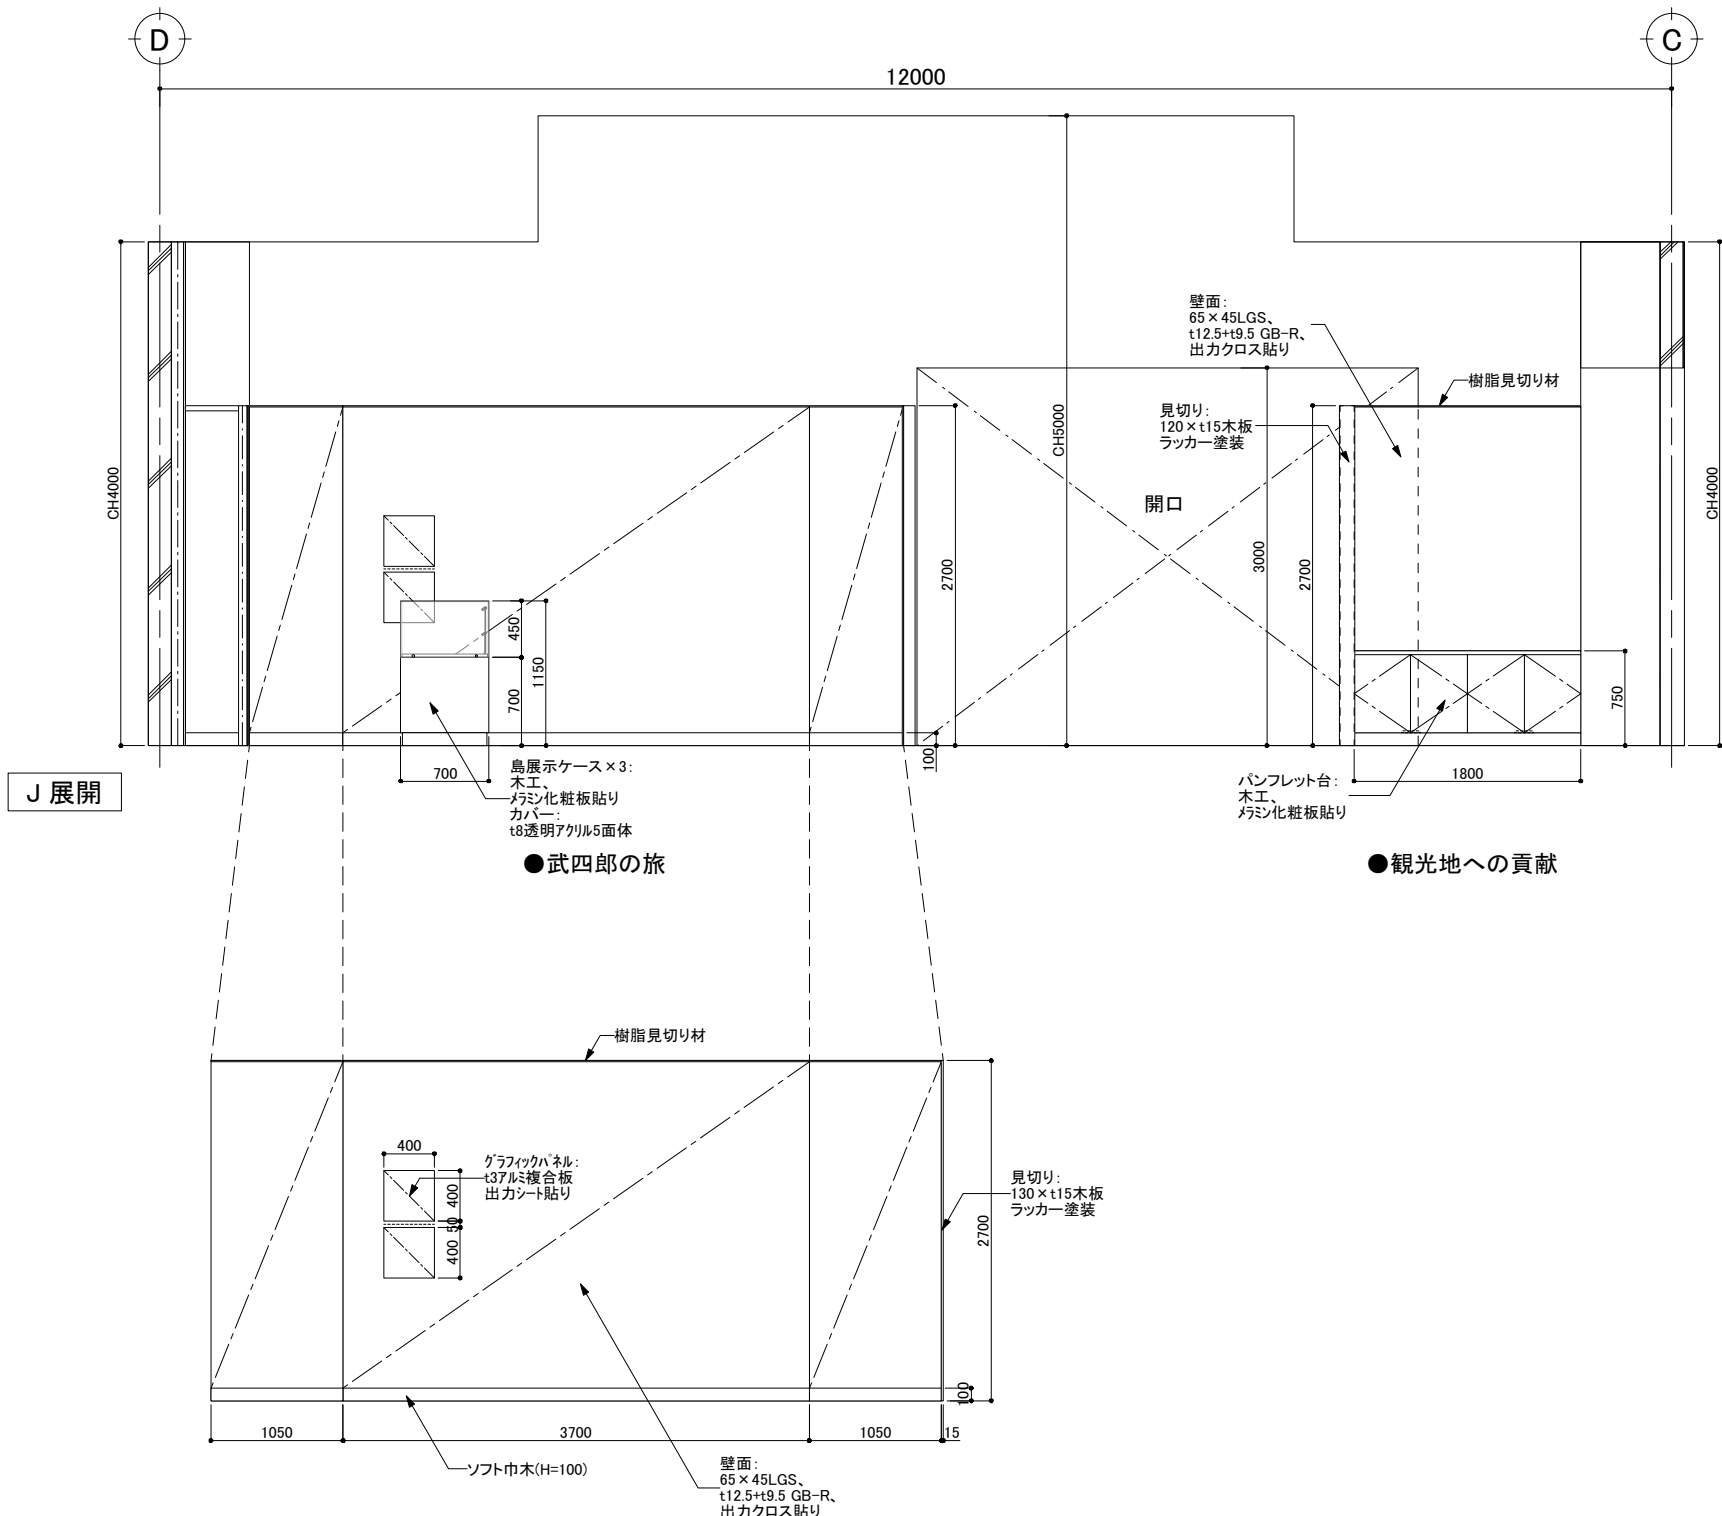 D
C
12000
壁面:
65×45LGS、
t12.5+t9.5 GB-R、
出力クロス貼り
樹脂見切り材
見切り:
120×t15木板
ラッカー塗装
CH4000
CH5000
CH4000
開口
2700
3000
2700
450
1150
700
750
100
700
1800
J 展開
島展示ケース×3:
木工、
メラミン化粧板貼り
カバー:
t8透明アクリル5面体
パンフレット台:
木工、
メラミン化粧板貼り
●武四郎の旅
●観光地への貢献
樹脂見切り材
400
グラフィックパネル:
t3アルミ複合板
出力シート貼り
400
50
400
見切り:
130×t15木板
ラッカー塗装
2700
100
1050
3700
1050
15
ソフト巾木(H=100)
壁面:
65×45LGS、
t12.5+t9.5 GB-R、
出力クロス貼り